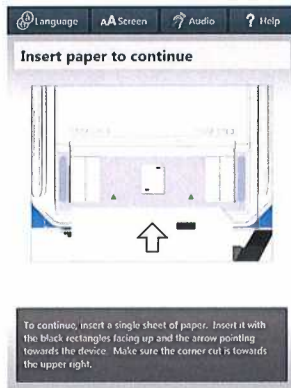 Language
AA Screen
Audio
? Help
Insert paper to continue
To continue, insert a single sheet of paper. Insert it with
the black rectangles facing up and the arrow pointing
towards the device. Make sure the corner cut is towards
the upper right.